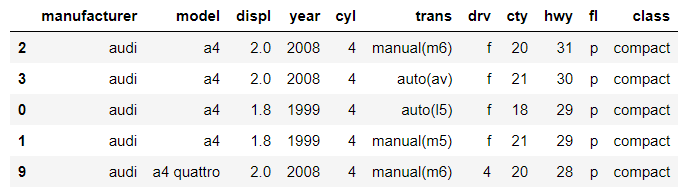 manufacturer model displ year cyl trans drv cty hwy fl class
2 audi a4 2.0 2008 4 manual(m6) f 20 31 p compact
3 audi a4 2.0 2008 4 auto(av) f 21 30 p compact
0 audi a4 1.8 1999 4 auto(l5) f 18 29 p compact
1 audi a4 1.8 1999 4 manual(m5) f 21 29 p compact
9 audi a4 quattro 2.0 2008 4 manual(m6) 4 20 28 p compact